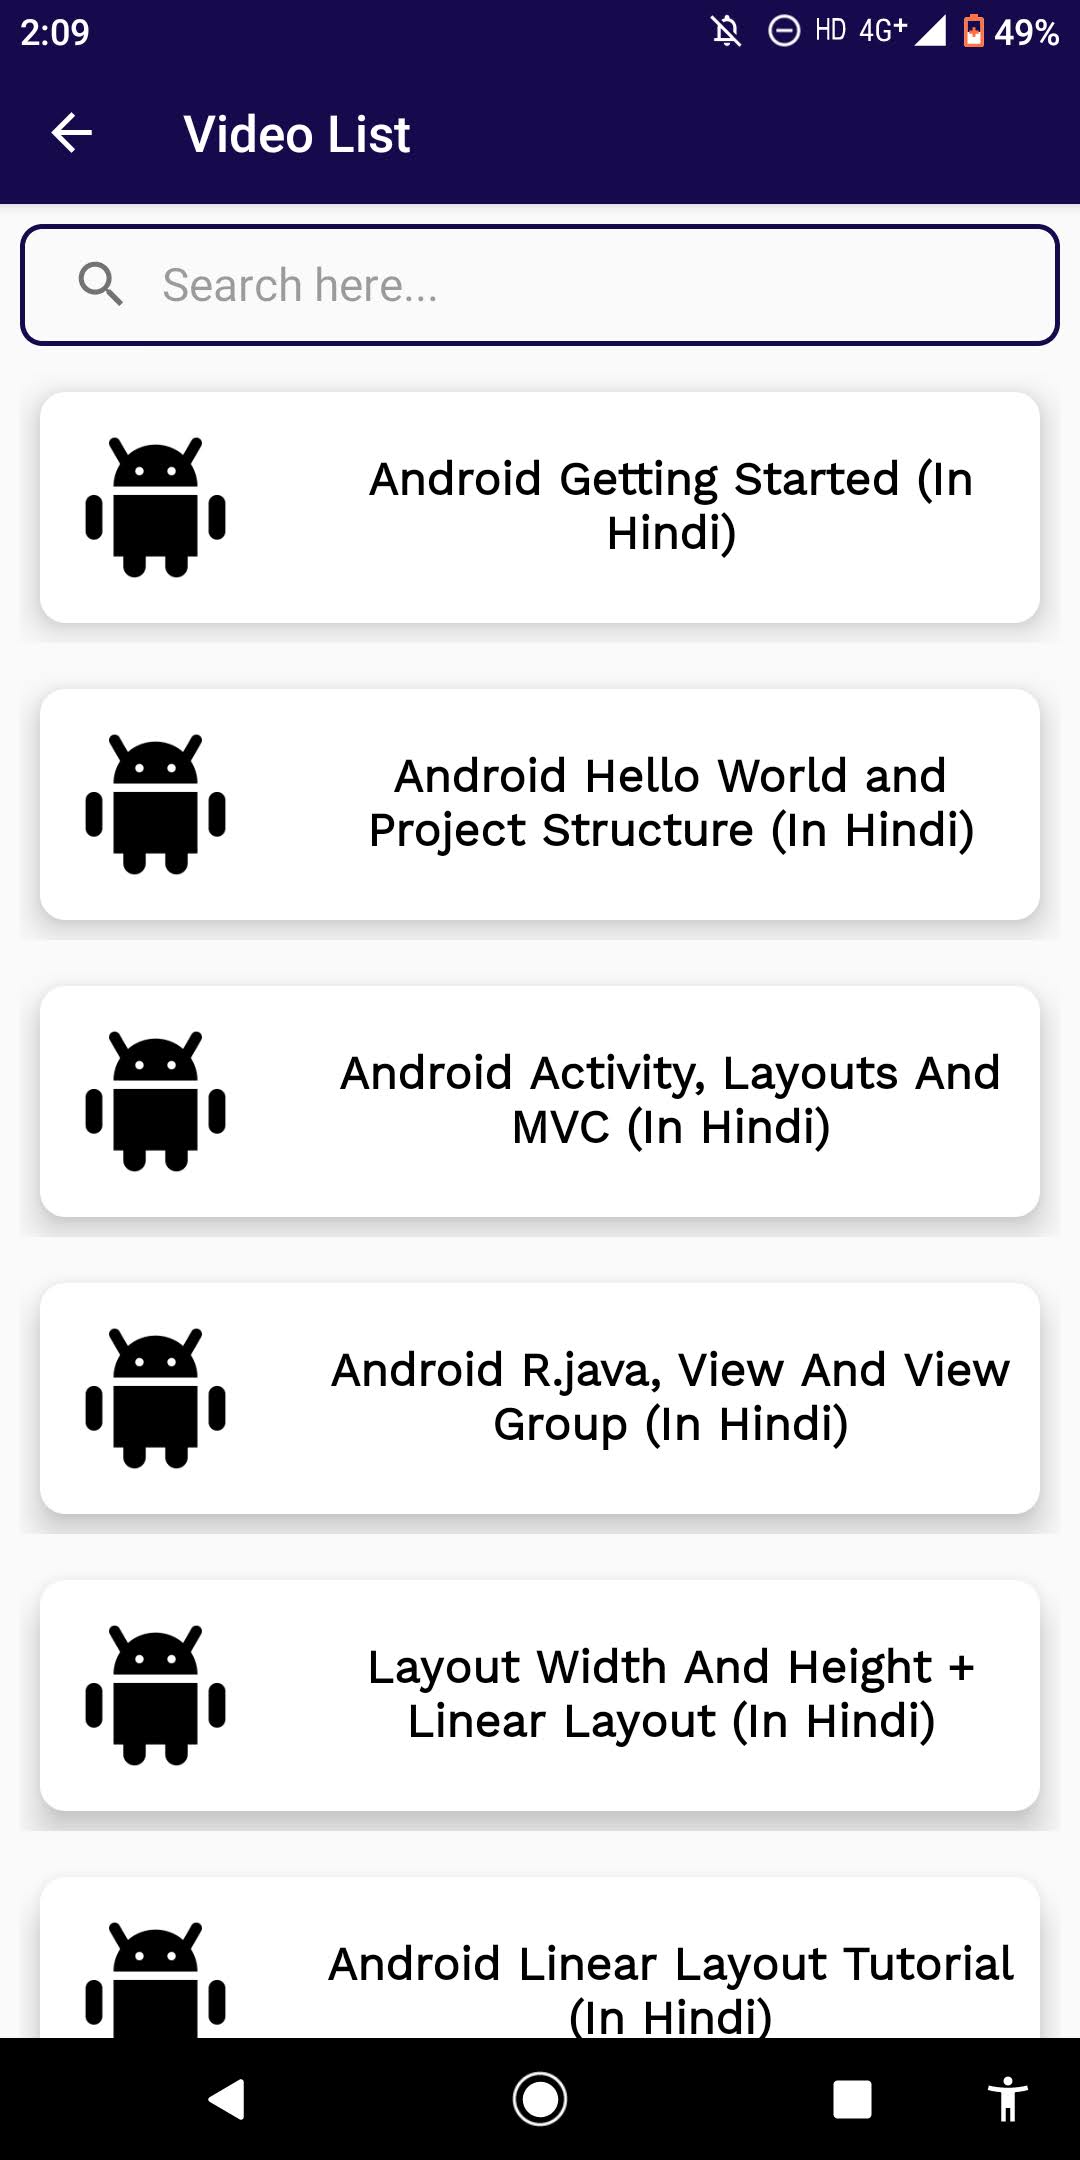 2:09
HD 4G+ 49%
Video List
Search here...
Android Getting Started (In
Hindi)
Android Hello World and
Project Structure (In Hindi)
Android Activity, Layouts And
MVC (In Hindi)
Android R.java, View And View
Group (In Hindi)
Layout Width And Height +
Linear Layout (In Hindi)
Android Linear Layout Tutorial
(In Hindi)